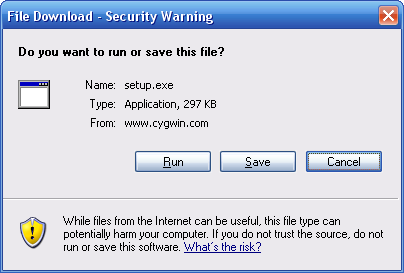 File Download - Security Warning
Do you want to run or save this file?
Name: setup.exe
Type: Application, 297 KB
From: www.cygwin.com
Run Save Cancel
While files from the Internet can be useful, this file type can
potentially harm your computer. If you do not trust the source, do not
run or save this software. What's the risk?